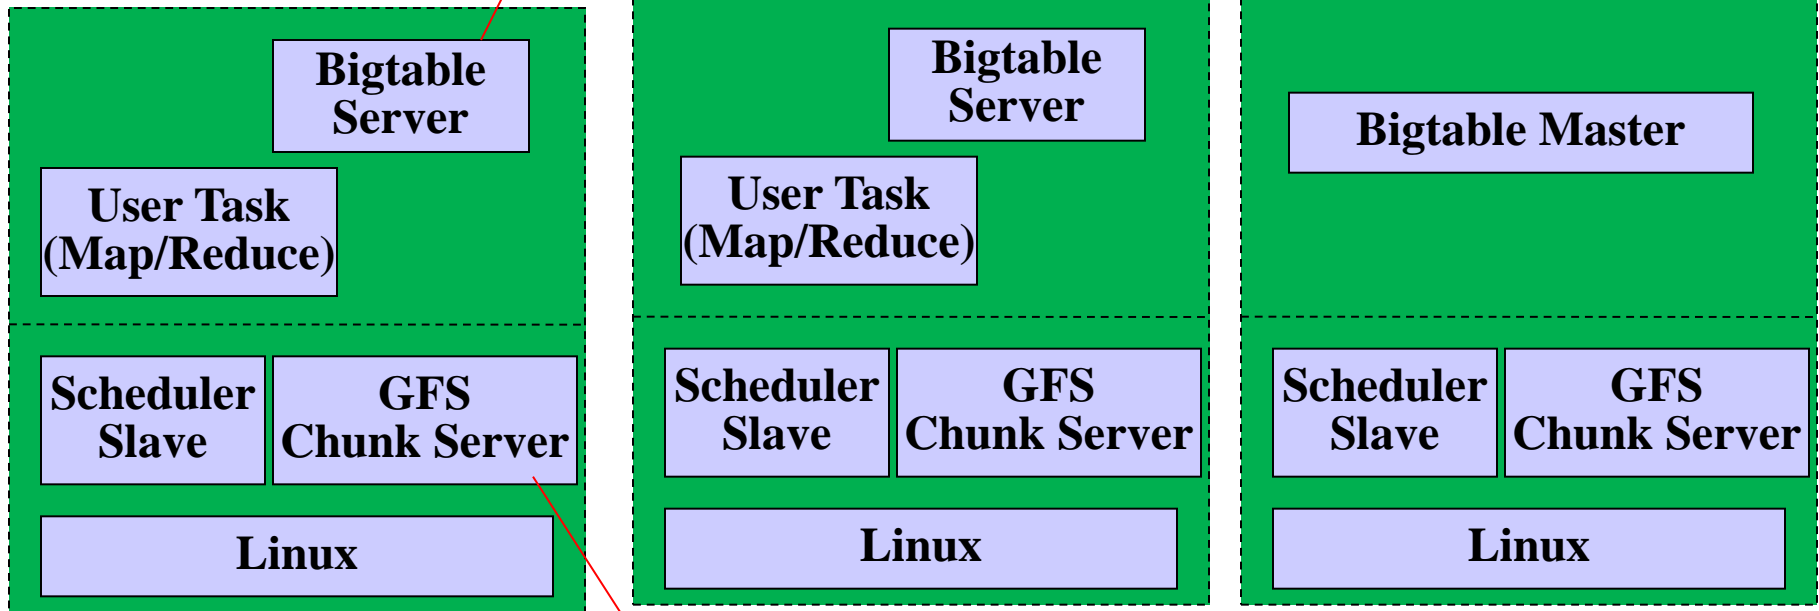 Bigtable
Server
User Task
(Map/Reduce)
Scheduler
Slave
GFS
Chunk Server
Linux
Bigtable
Server
User Task
(Map/Reduce)
Scheduler
Slave
GFS
Chunk Server
Linux
Bigtable Master
Scheduler
Slave
GFS
Chunk Server
Linux